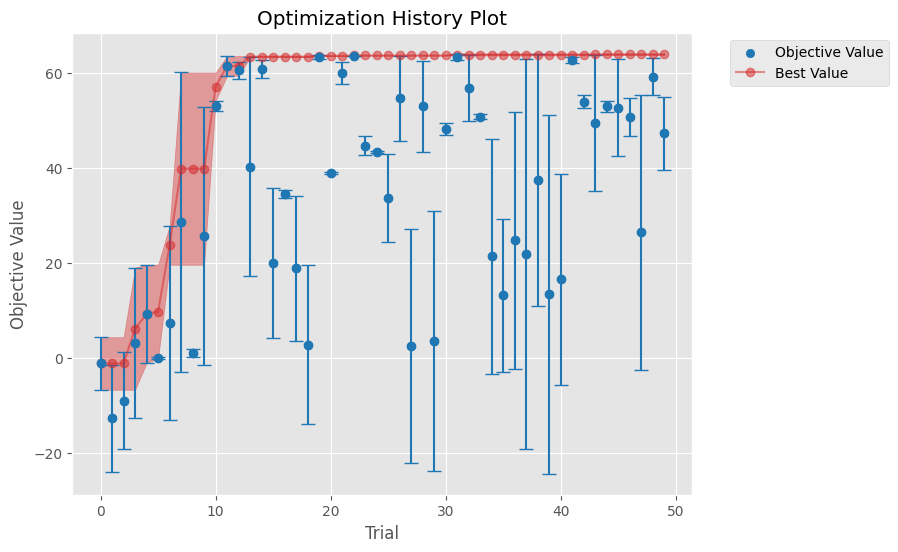 Optimization History Plot
Objective Value
Best Value
Objective Value
60
40
20
0
−20
0 10 20 30 40 50
Trial